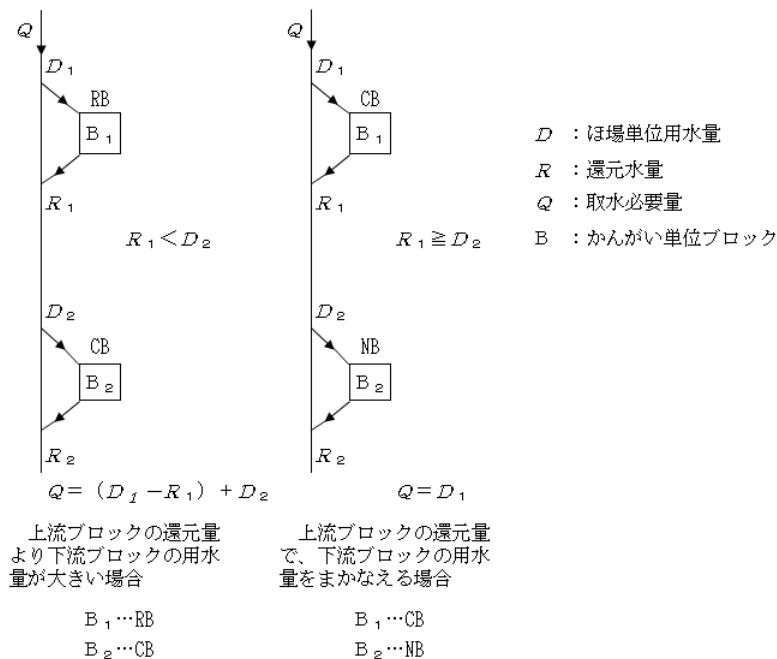 Q
D₁
RB
B₁
R₁
R₁＜D₂
D₂
CB
B₂
R₂
Q＝(D₁－R₁)＋D₂
上流ブロックの還元量
より下流ブロックの用水
量が大きい場合
B₁…RB
B₂…CB
Q
D₁
CB
B₁
R₁
R₁≧D₂
D₂
NB
B₂
R₂
Q＝D₁
上流ブロックの還元量
で、下流ブロックの用水
量をまかなえる場合
B₁…CB
B₂…NB
D ：ほ場単位用水量
R ：還元水量
Q ：取水必要量
B ：かんがい単位ブロック